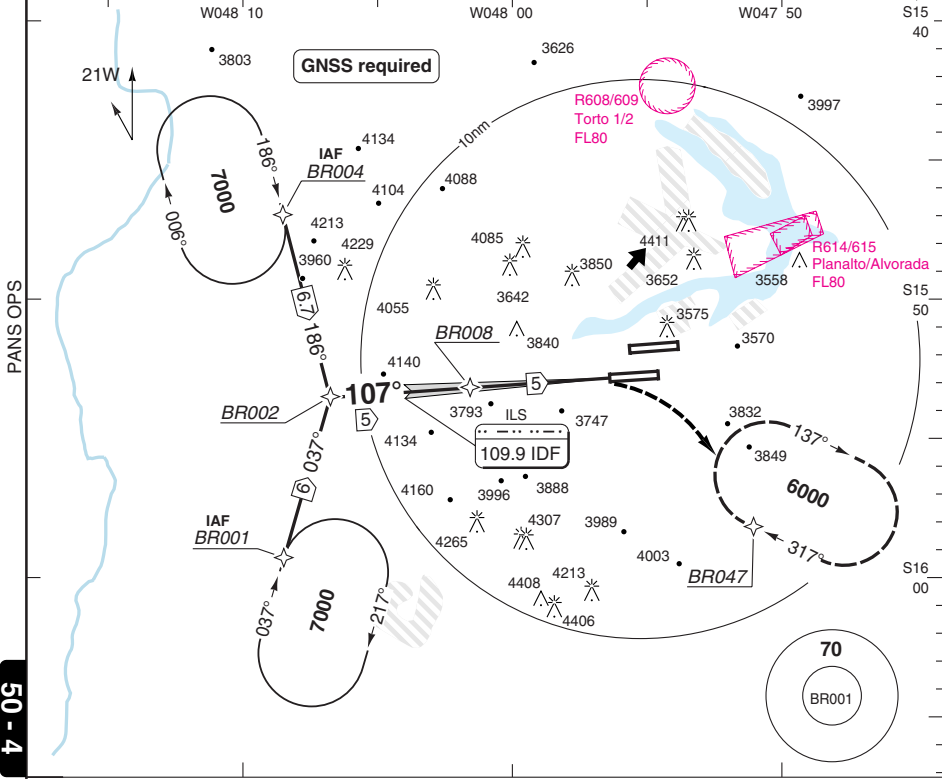 W048 10
W048 00
W047 50
S15
40
3803
GNSS required
3626
21W
R608/609
Torto 1/2
FL80
3997
10nm
186°
IAF
BR004
4134
7000
006°
4104
4088
4213
4229
4085
4411
3960
3850
3652
R614/615
Planalto/Alvorada
FL80
3558
6.7
4055
3642
S15
50
PANS OPS
186°
BR008
3840
3575
3570
4140
107°
5
BR002
5
3793
ILS
3747
109.9 IDF
3832
137°
4134
3849
037°
6
4160
3996
3888
6000
IAF
BR001
4265
4307
3989
317°
4003
BR047
S16
00
4408
4213
4406
037°
7000
217°
70
BR001
50 - 4